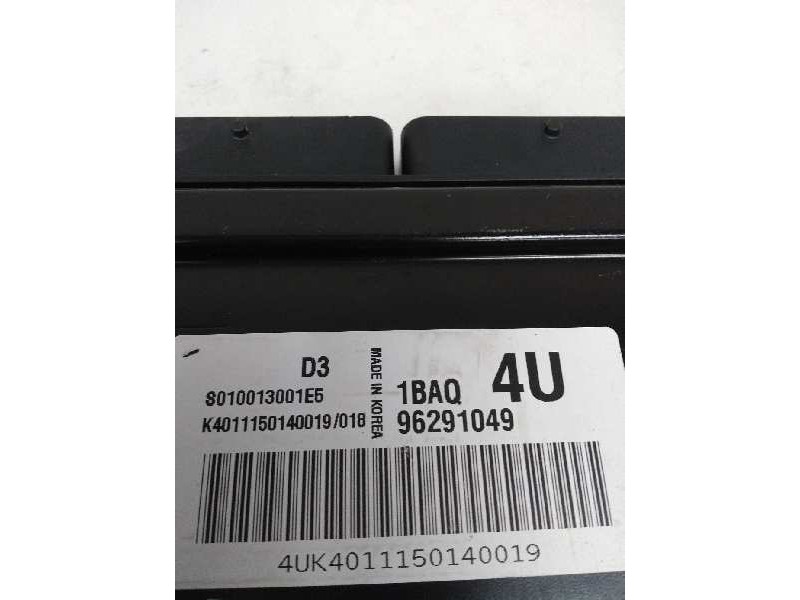 D3
S010013001E5
K4011150140019/018
MADE IN KOREA
1BAQ 4U
96291049
4UK4011150140019